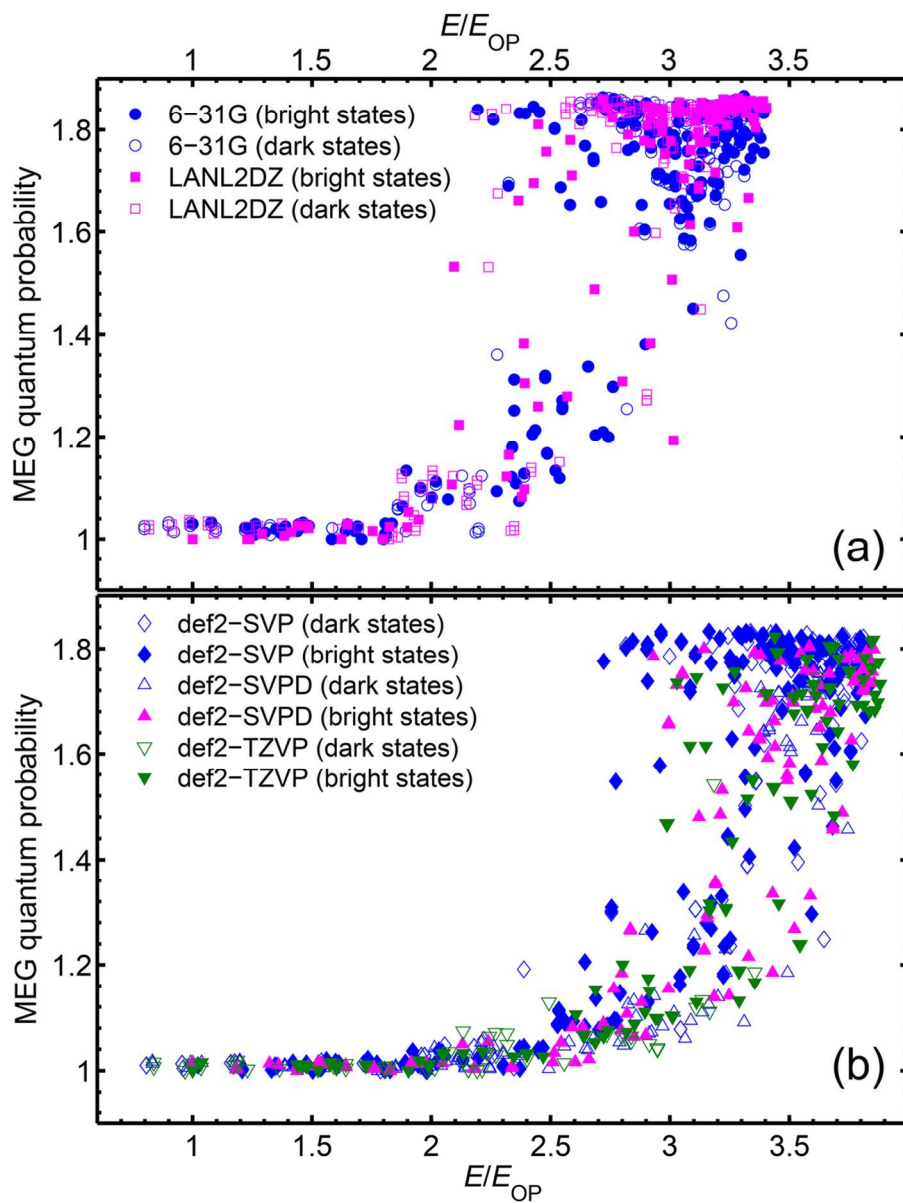 E/E_OP
1 1.5 2 2.5 3 3.5
MEG quantum probability
1.8
1.6
1.4
1.2
1
6−31G (bright states)
6−31G (dark states)
LANL2DZ (bright states)
LANL2DZ (dark states)
(a)
MEG quantum probability
1.8
1.6
1.4
1.2
1
def2−SVP (dark states)
def2−SVP (bright states)
def2−SVPD (dark states)
def2−SVPD (bright states)
def2−TZVP (dark states)
def2−TZVP (bright states)
(b)
1 1.5 2 2.5 3 3.5
E/E_OP